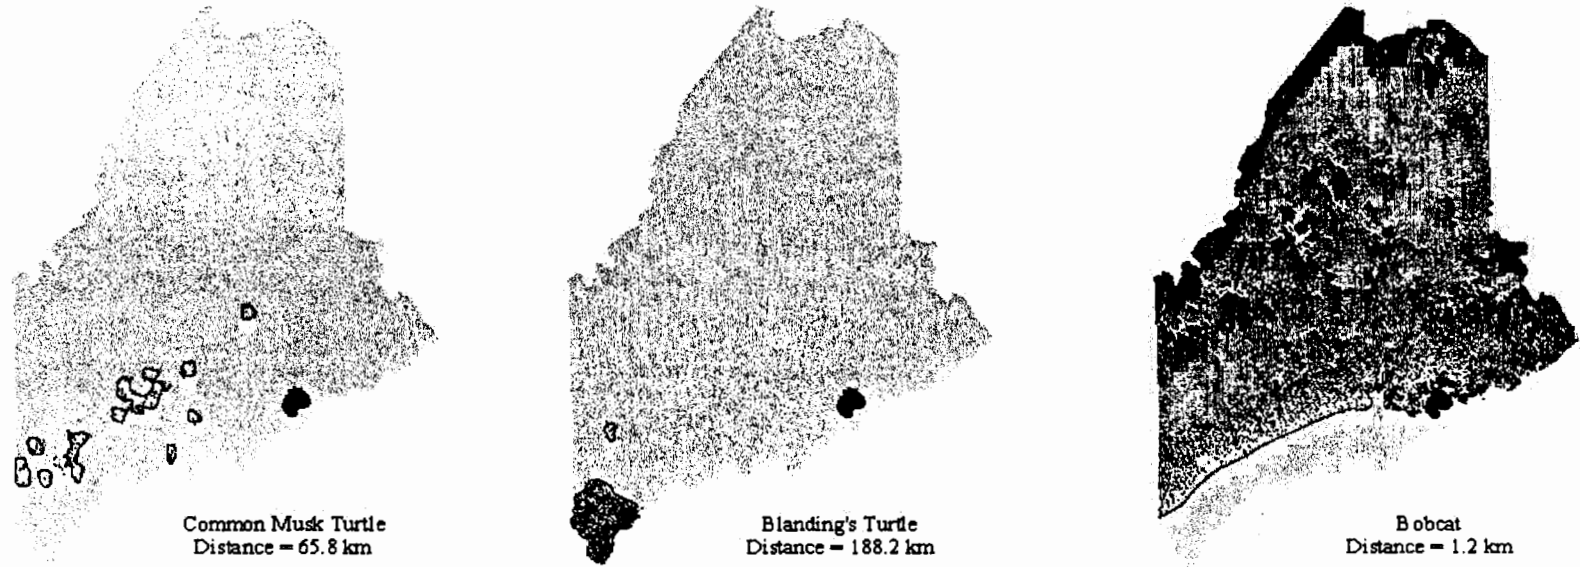 Common Musk Turtle
Distance = 65.8 km
Blanding's Turtle
Distance = 188.2 km
Bobcat
Distance = 1.2 km